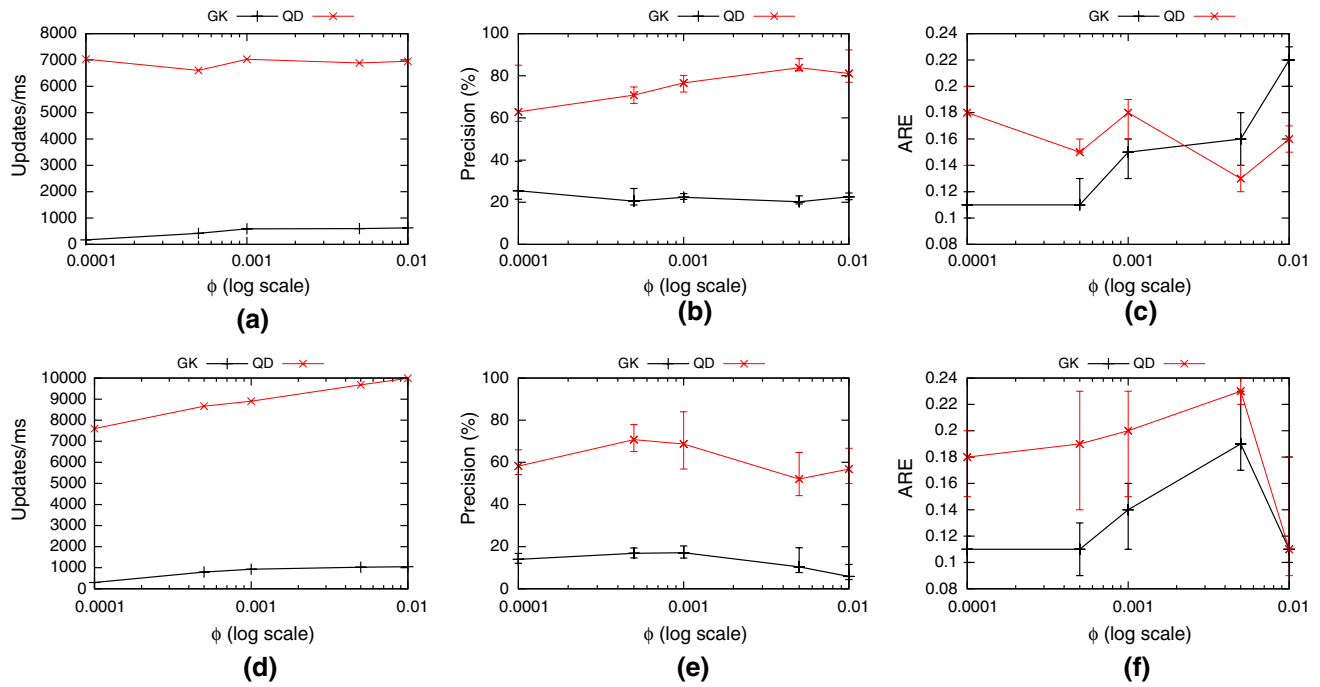 GK QD
Updates/ms
8000
7000
6000
5000
4000
3000
2000
1000
0
0.0001 0.001 0.01
ϕ (log scale)
(a)
GK QD
Precision (%)
100
80
60
40
20
0
0.0001 0.001 0.01
ϕ (log scale)
(b)
GK QD
ARE
0.24
0.22
0.2
0.18
0.16
0.14
0.12
0.1
0.08
0.0001 0.001 0.01
ϕ (log scale)
(c)
GK QD
Updates/ms
10000
9000
8000
7000
6000
5000
4000
3000
2000
1000
0
0.0001 0.001 0.01
ϕ (log scale)
(d)
GK QD
Precision (%)
100
80
60
40
20
0
0.0001 0.001 0.01
ϕ (log scale)
(e)
GK QD
ARE
0.24
0.22
0.2
0.18
0.16
0.14
0.12
0.1
0.08
0.0001 0.001 0.01
ϕ (log scale)
(f)